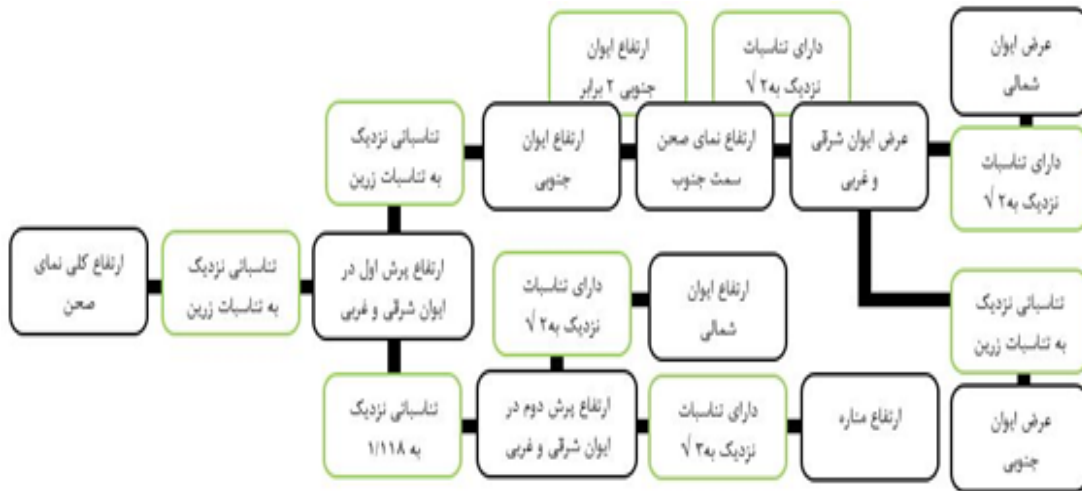 عرض ایوان
شمالی
دارای تناسبات
نزدیک به۲ √
ارتفاع ایوان
جنوبی ۲ برابر
دارای تناسبات
نزدیک به۲ √
عرض ایوان شرقی
و غربی
ارتفاع نمای صحن
سمت جنوب
ارتفاع ایوان
جنوبی
تناسباتی نزدیک
به تناسبات زرین
تناسباتی نزدیک
به تناسبات زرین
ارتفاع ایوان
شمالی
دارای تناسبات
نزدیک به۲ √
ارتفاع پرش اول در
ایوان شرقی و غربی
تناسباتی نزدیک
به تناسبات زرین
ارتفاع کلی نمای
صحن
عرض ایوان
جنوبی
ارتفاع مناره
دارای تناسبات
نزدیک به۳ √
ارتفاع پرش دوم در
ایوان شرقی و غربی
تناسباتی نزدیک
به ۱/۱۱۸